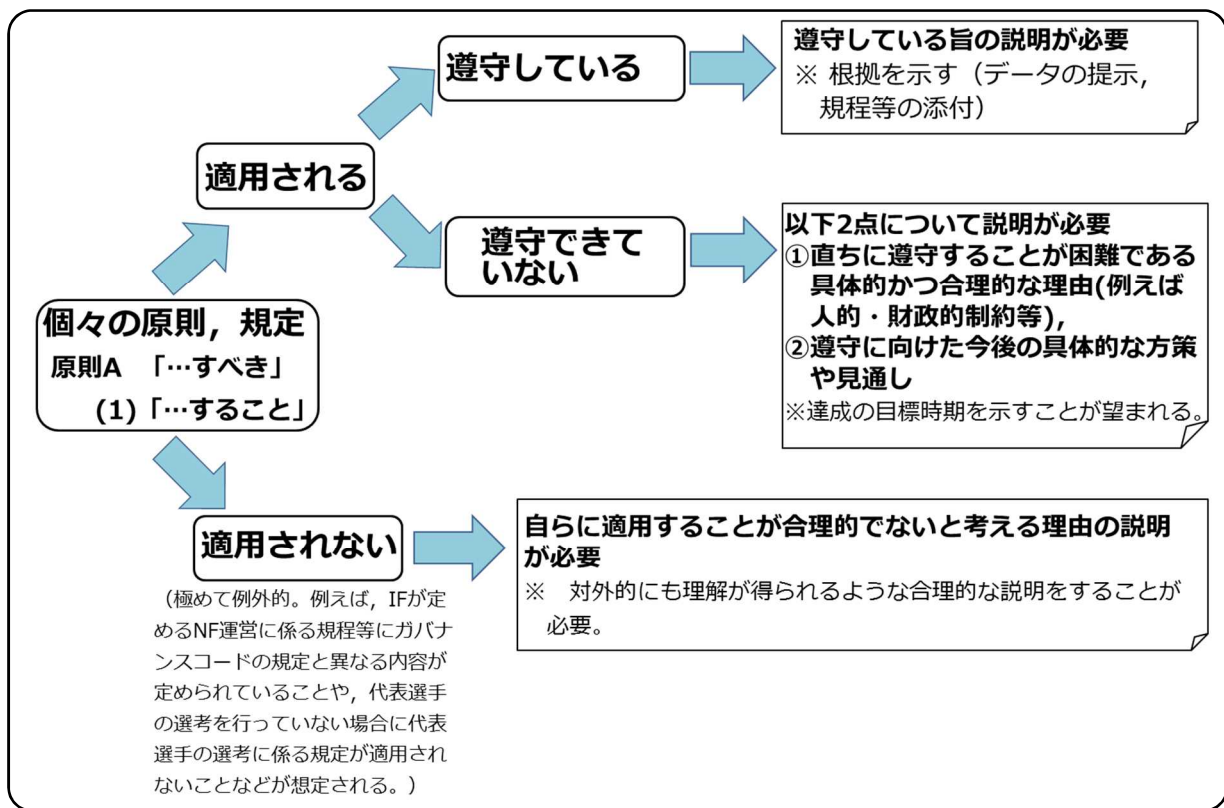 遵守している
遵守している旨の説明が必要
※ 根拠を示す（データの提示，
規程等の添付）
適用される
遵守できて
いない
以下2点について説明が必要
①直ちに遵守することが困難である
具体的かつ合理的な理由(例えば
人的・財政的制約等),
②遵守に向けた今後の具体的な方策
や見通し
※達成の目標時期を示すことが望まれる。
個々の原則，規定
原則A 「…すべき」
(1)「…すること」
適用されない
（極めて例外的。例えば，IFが定
めるNF運営に係る規程等にガバナ
ンスコードの規定と異なる内容が
定められていることや，代表選手
の選考を行っていない場合に代表
選手の選考に係る規定が適用され
ないことなどが想定される。）
自らに適用することが合理的でないと考える理由の説明
が必要
※ 対外的にも理解が得られるような合理的な説明をすることが
必要。